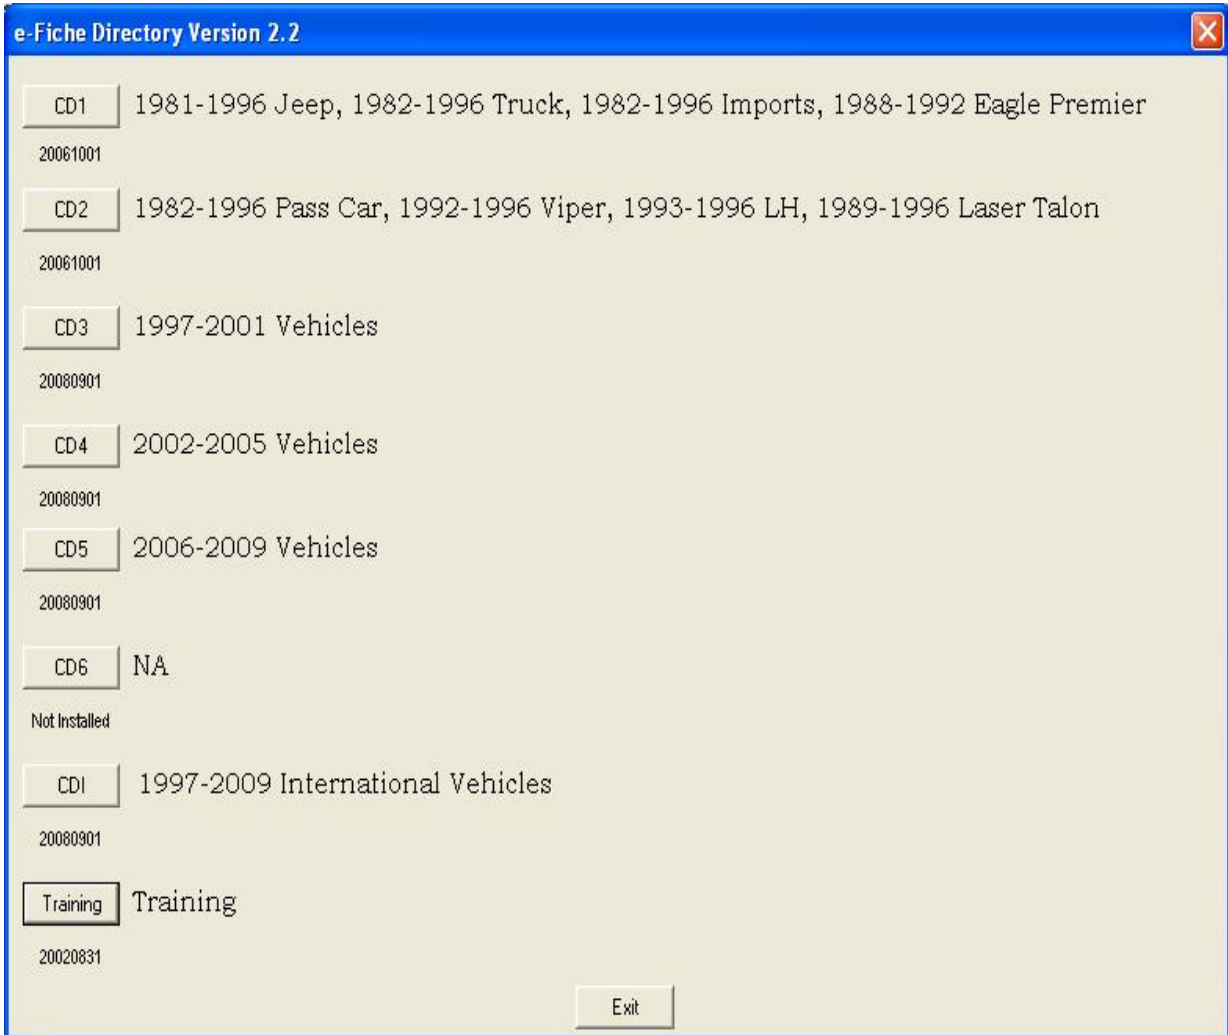 e-Fiche Directory Version 2.2
CD1 1981-1996 Jeep, 1982-1996 Truck, 1982-1996 Imports, 1988-1992 Eagle Premier
20061001
CD2 1982-1996 Pass Car, 1992-1996 Viper, 1993-1996 LH, 1989-1996 Laser Talon
20061001
CD3 1997-2001 Vehicles
20080901
CD4 2002-2005 Vehicles
20080901
CD5 2006-2009 Vehicles
20080901
CD6 NA
Not Installed
CDI 1997-2009 International Vehicles
20080901
Training Training
20020831
Exit